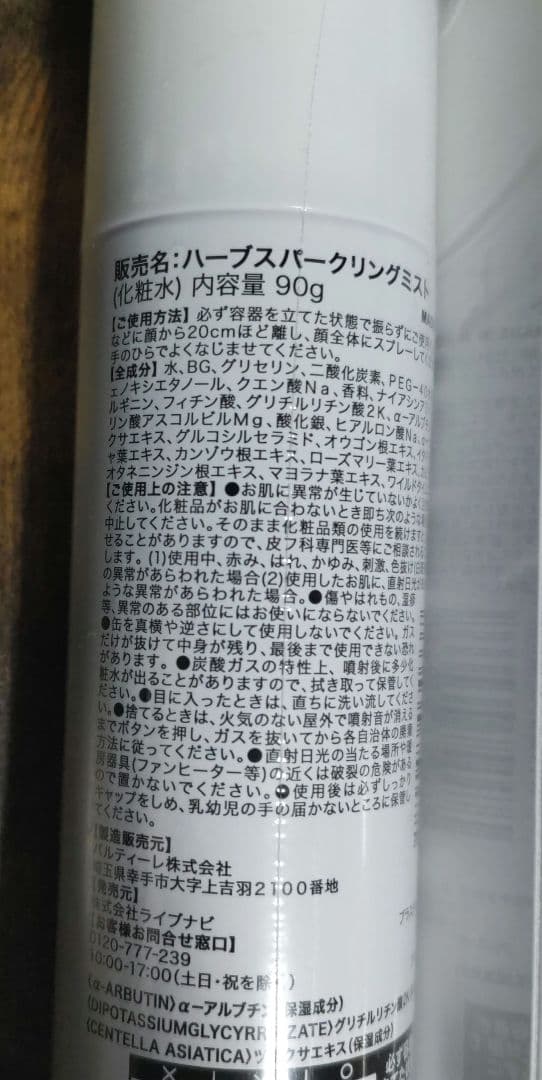 販売名:ハーブスパークリングミスト
(化粧水) 内容量 90g
【ご使用方法】必ず容器を立てた状態で振らずにご使用
などに顔から20cmほど離し、顔全体にスプレーしてく
手のひらでよくなじませてください。
【全成分】水、BG、グリセリン、二酸化炭素、PEG-40
ェノキシエタノール、クエン酸Na、香料、ナイアシンア
ルギニン、フィチン酸、グリチルリチン酸2K、α-アルブ
リン酸アスコルビルMg、酸化銀、ヒアルロン酸Na、α
クサエキス、グルコシルセラミド、オウゴン根エキス、イタ
ャ葉エキス、カンゾウ根エキス、ローズマリー葉エキス、カ
オタネニンジン根エキス、マヨラナ葉エキス、ワイルドタイ
【ご使用上の注意】●お肌に異常が生じていないかよく
ください。化粧品がお肌に合わないとき即ち次のような
中止してください。そのまま化粧品類の使用を続けます
せることがありますので、皮フ科専門医等にご相談される
します。(1)使用中、赤み、はれ、かゆみ、刺激、色抜け(白斑
の異常があらわれた場合(2)使用したお肌に、直射日光が
ような異常があらわれた場合。●傷やはれもの、湿疹
等、異常のある部位にはお使いにならないでください。
●缶を真横や逆さにして使用しないでください。ガス
だけが抜けて中身が残り、最後まで使用できない恐れ
があります。●炭酸ガスの特性上、噴射後に多少化
粧水が出ることがありますので、拭き取って保管してく
ださい。●目に入ったときは、直ちに洗い流してくださ
い。●捨てるときは、火気のない屋外で噴射音が消える
までボタンを押し、ガスを抜いてから各自治体の廃棄
方法に従ってください。●直射日光の当たる場所や暖
房器具(ファンヒーター等)の近くは破裂の危険がある
ので置かないでください。●使用後は必ずしっかり
キャップをしめ、乳幼児の手の届かないところに保管し
てください。
【製造販売元】
バルティーレ株式会社
埼玉県幸手市大字上吉羽2100番地
【発売元】
株式会社ライブナビ
【お客様お問合せ窓口】
0120-777-239
10:00-17:00(土日・祝を除く)
〈α-ARBUTIN〉α-アルブチン(保湿成分)
〈DIPOTASSIUMGLYCYRRHIZATE〉グリチルリチン酸
〈CENTELLA ASIATICA〉ツボクサエキス(保湿成分)